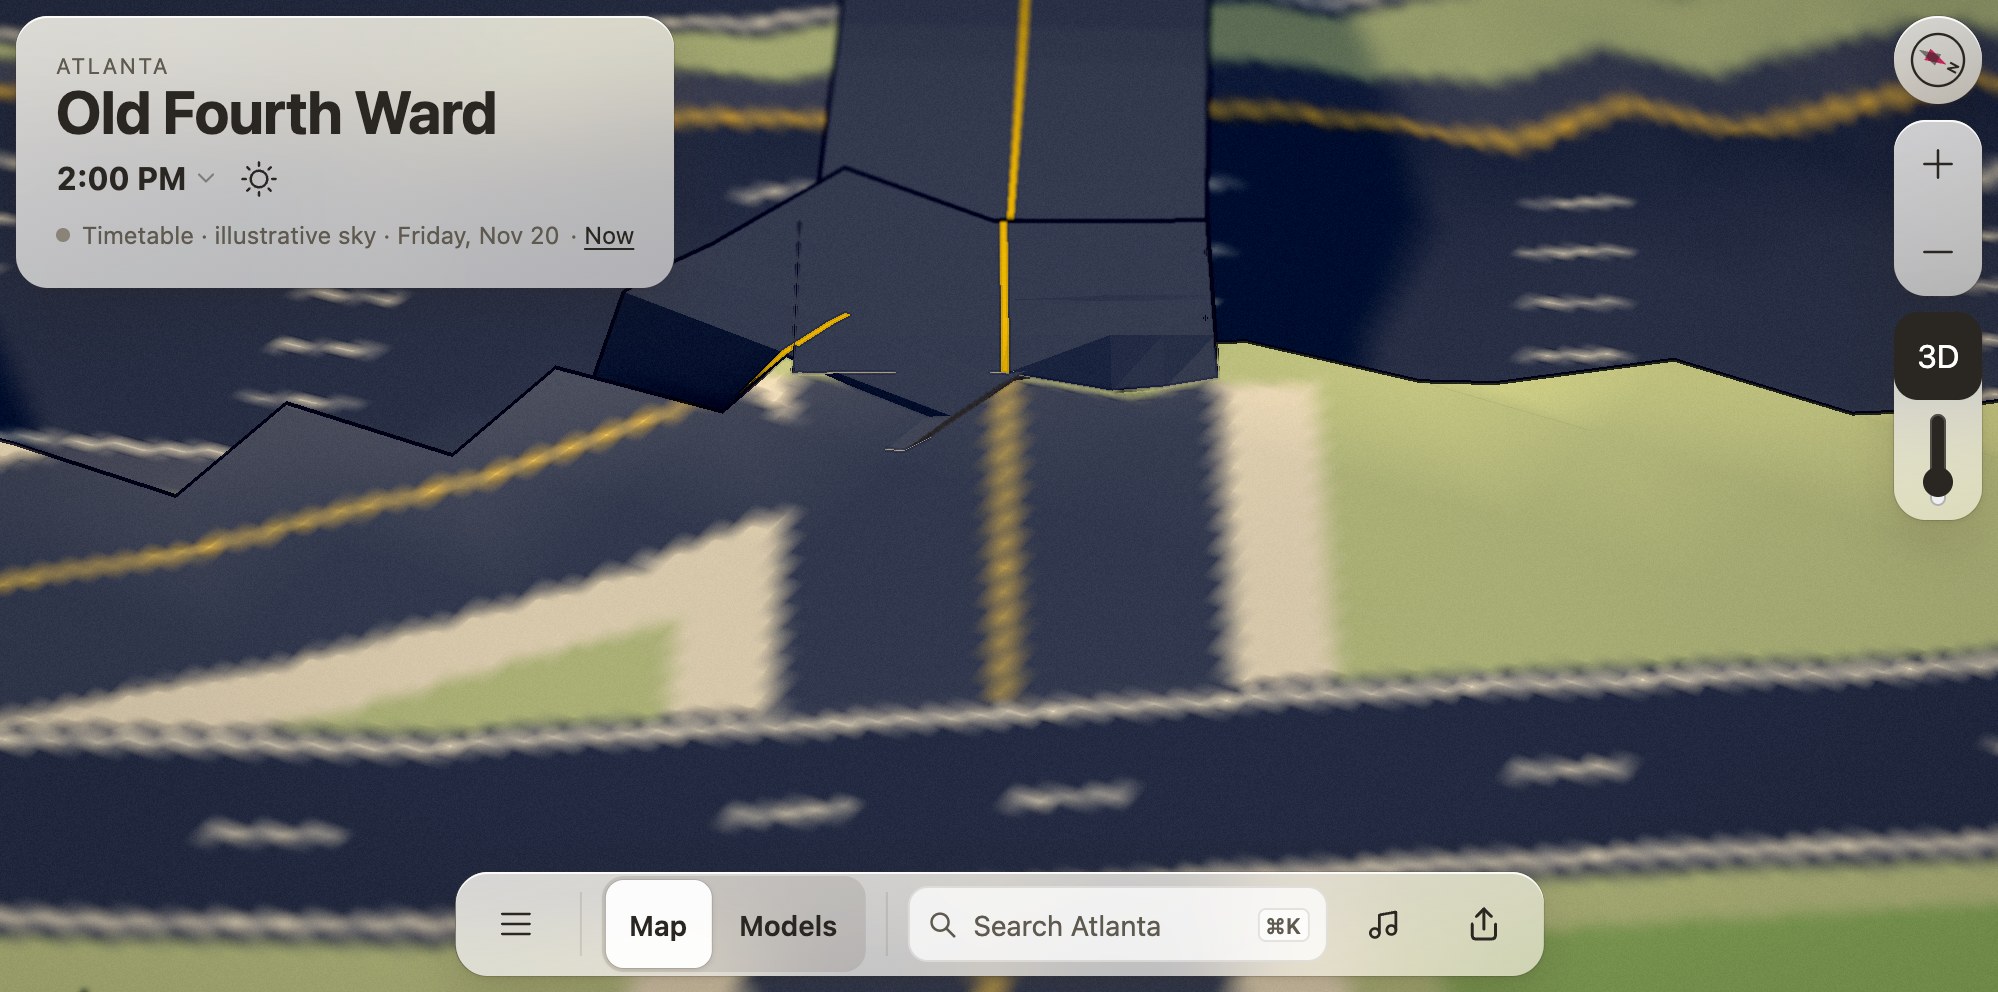 ATLANTA
Old Fourth Ward
2:00 PM
Timetable · illustrative sky · Friday, Nov 20 · Now
N
3D
Map
Models
Search Atlanta
⌘K